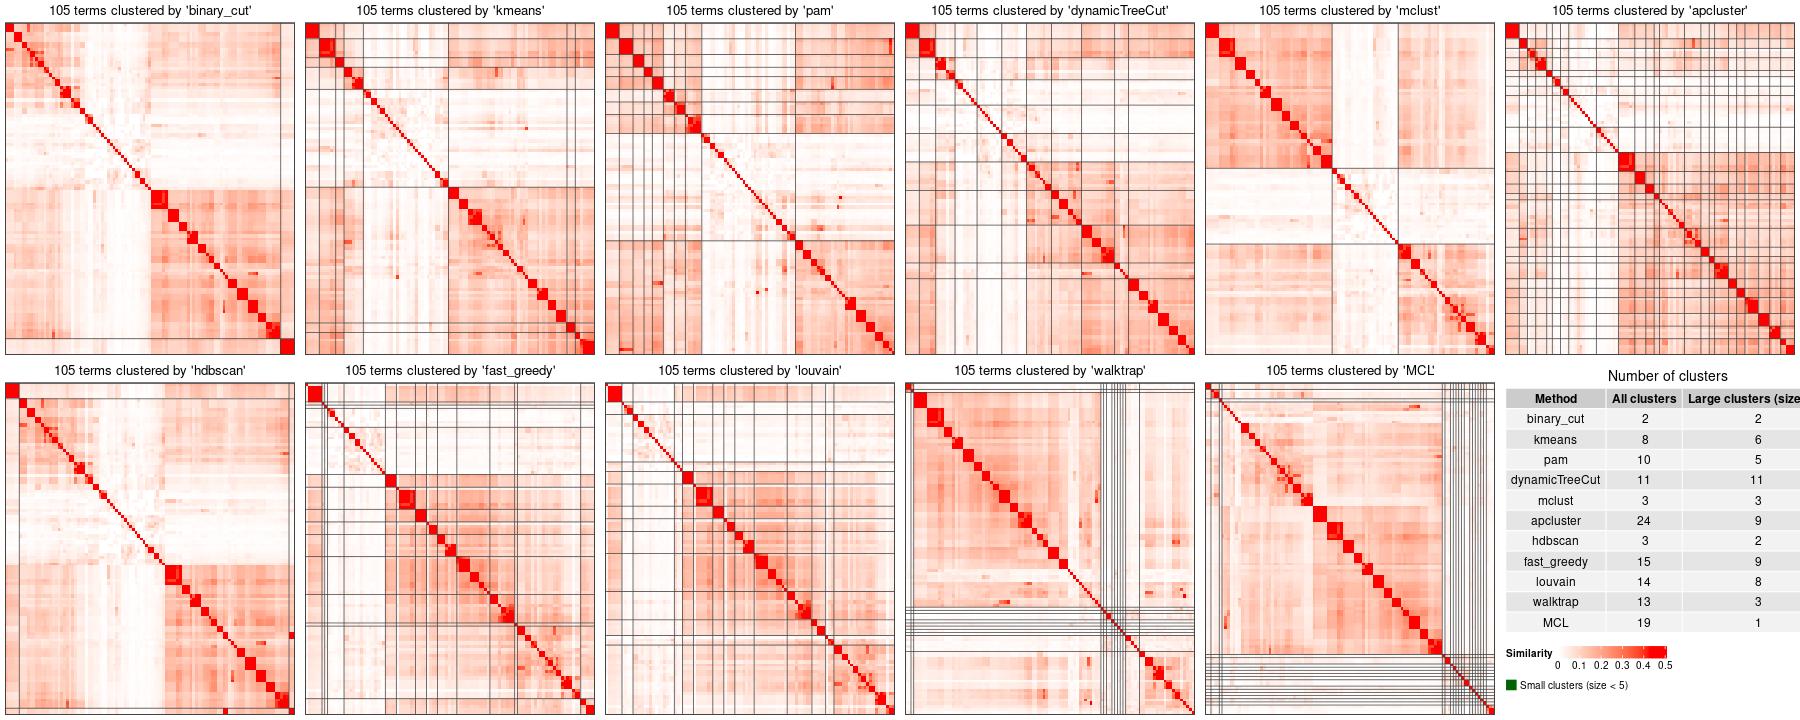 105 terms clustered by 'binary_cut'
105 terms clustered by 'kmeans'
105 terms clustered by 'pam'
105 terms clustered by 'dynamicTreeCut'
105 terms clustered by 'mclust'
105 terms clustered by 'apcluster'
105 terms clustered by 'hdbscan'
105 terms clustered by 'fast_greedy'
105 terms clustered by 'louvain'
105 terms clustered by 'walktrap'
105 terms clustered by 'MCL'
Number of clusters
Method All clusters Large clusters (size
binary_cut 2 2
kmeans 8 6
pam 10 5
dynamicTreeCut 11 11
mclust 3 3
apcluster 24 9
hdbscan 3 2
fast_greedy 15 9
louvain 14 8
walktrap 13 3
MCL 19 1
Similarity
0 0.1 0.2 0.3 0.4 0.5
Small clusters (size < 5)